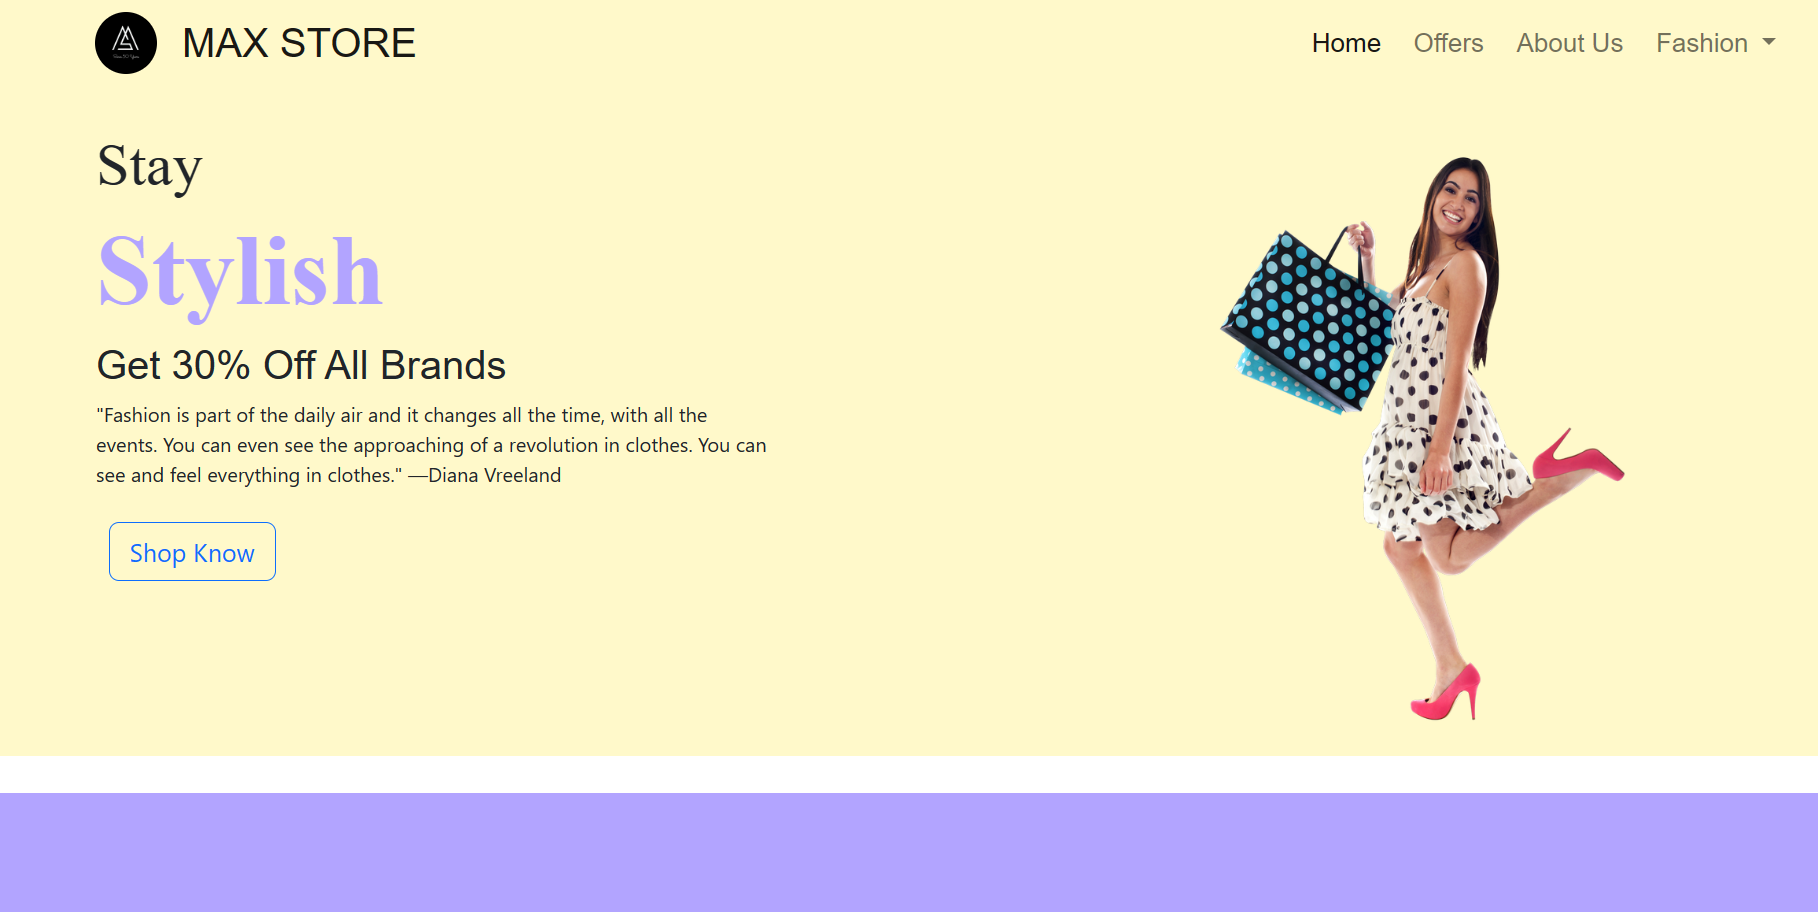 MAX STORE
Home Offers About Us Fashion
Stay
Stylish
Get 30% Off All Brands
"Fashion is part of the daily air and it changes all the time, with all the
events. You can even see the approaching of a revolution in clothes. You can
see and feel everything in clothes." —Diana Vreeland
Shop Know